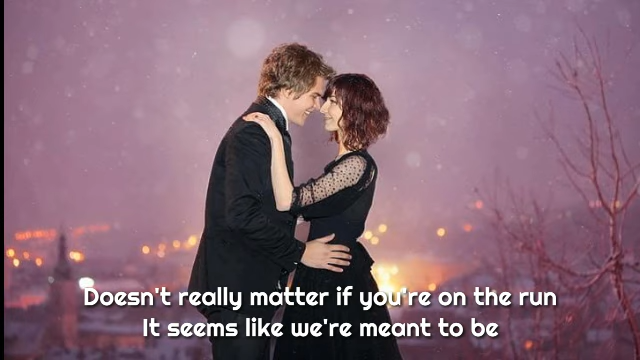 Doesn't really matter if you're on the run
It seems like we're meant to be